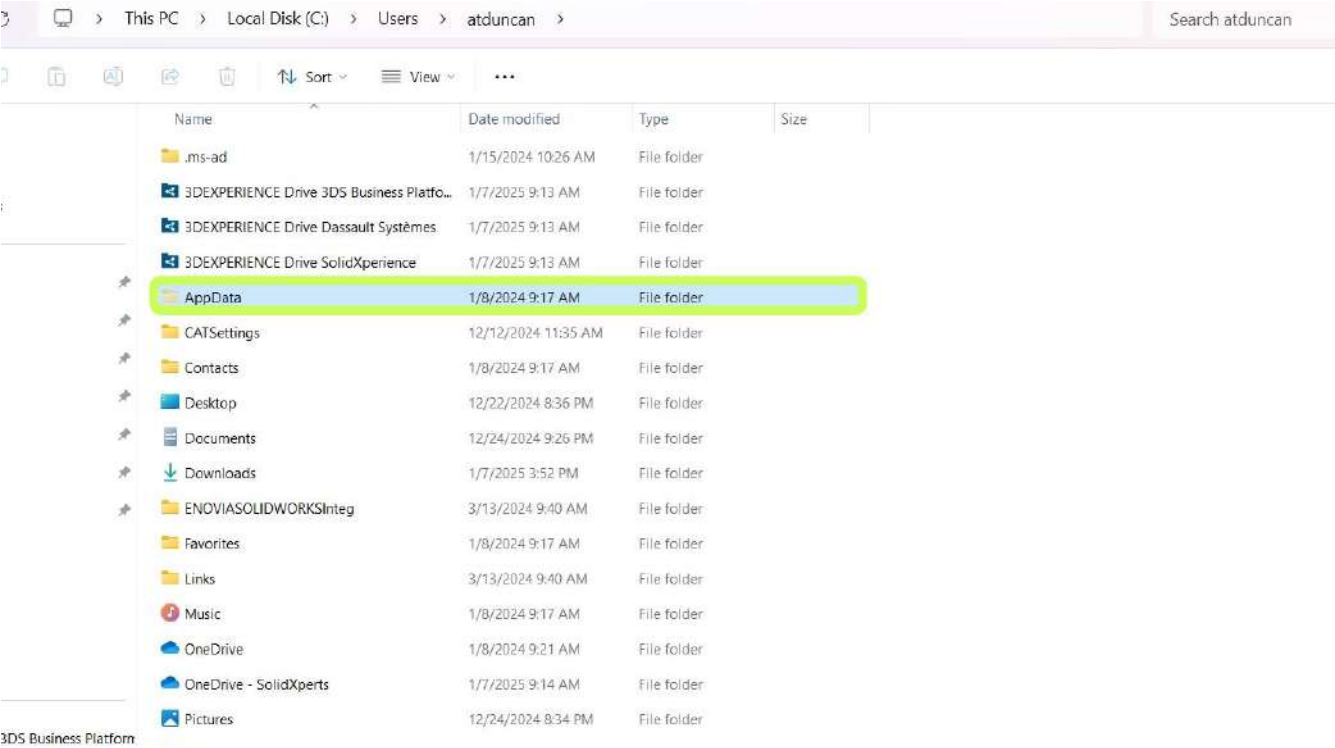 This PC > Local Disk (C:) > Users > atduncan > Search atduncan
Sort View ...
Name Date modified Type Size
.ms-ad 1/15/2024 10:26 AM File folder
3DEXPERIENCE Drive 3DS Business Platfo... 1/7/2025 9:13 AM File folder
3DEXPERIENCE Drive Dassault Systèmes 1/7/2025 9:13 AM File folder
3DEXPERIENCE Drive SolidXperience 1/7/2025 9:13 AM File folder
AppData 1/8/2024 9:17 AM File folder
CATSettings 12/12/2024 11:35 AM File folder
Contacts 1/8/2024 9:17 AM File folder
Desktop 12/22/2024 8:36 PM File folder
Documents 12/24/2024 9:26 PM File folder
Downloads 1/7/2025 3:52 PM File folder
ENOVIASOLIDWORKSInteg 3/13/2024 9:40 AM File folder
Favorites 1/8/2024 9:17 AM File folder
Links 3/13/2024 9:40 AM File folder
Music 1/8/2024 9:17 AM File folder
OneDrive 1/8/2024 9:21 AM File folder
OneDrive - SolidXperts 1/7/2025 9:14 AM File folder
Pictures 12/24/2024 8:34 PM File folder
3DS Business Platform